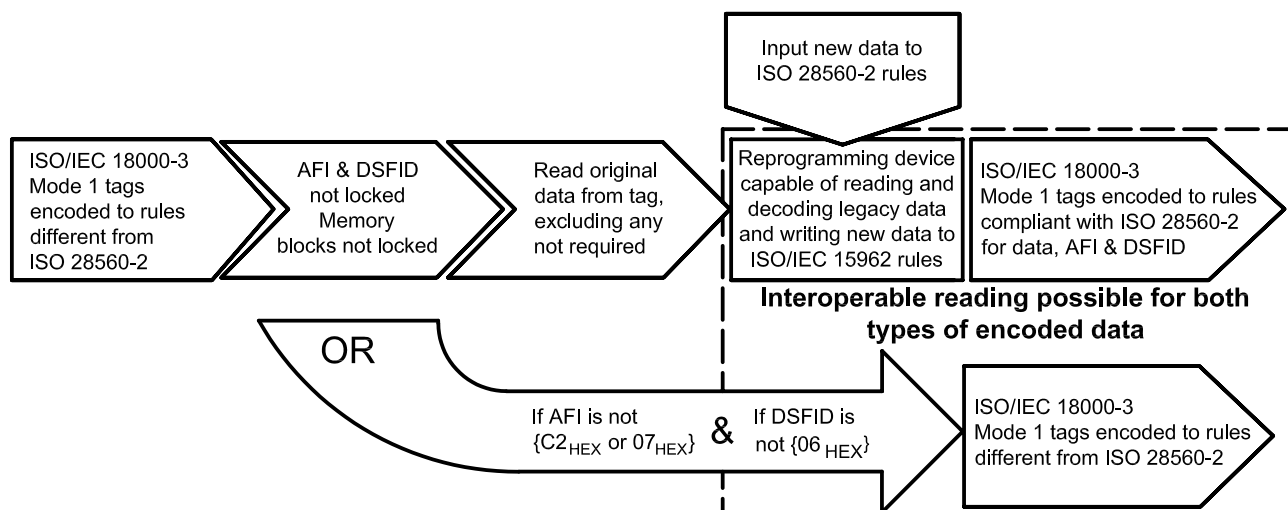 Input new data to
ISO 28560-2 rules
ISO/IEC 18000-3
Mode 1 tags
encoded to rules
different from
ISO 28560-2
AFI & DSFID
not locked
Memory
blocks not locked
Read original
data from tag,
excluding any
not required
Reprogramming device
capable of reading and
decoding legacy data
and writing new data to
ISO/IEC 15962 rules
ISO/IEC 18000-3
Mode 1 tags encoded to rules
compliant with ISO 28560-2
for data, AFI & DSFID
Interoperable reading possible for both
types of encoded data
OR
If AFI is not
{C2HEX or 07HEX}
&
If DSFID is
not {06 HEX}
ISO/IEC 18000-3
Mode 1 tags encoded to rules
different from ISO 28560-2